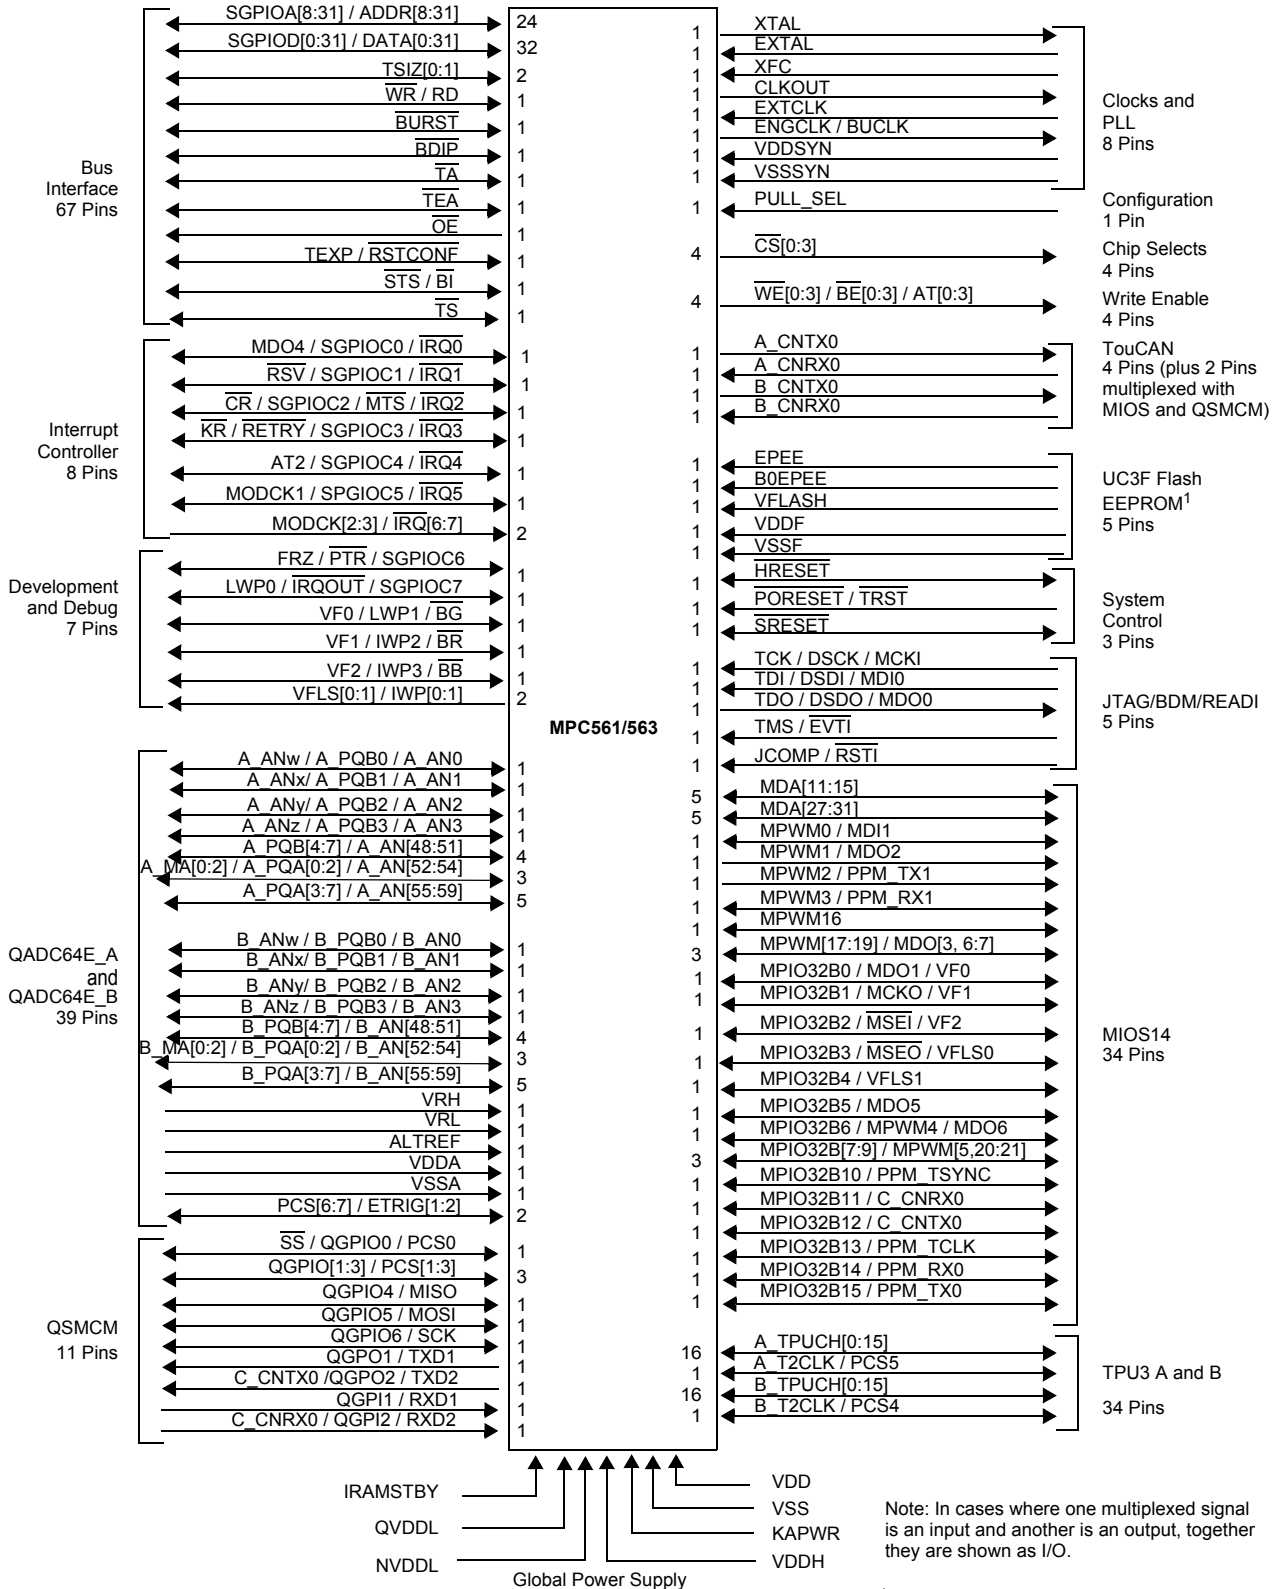 SGPIOA[8:31] / ADDR[8:31] 24
SGPIOD[0:31] / DATA[0:31] 32
TSIZ[0:1] 2
WR / RD 1
BURST 1
BDIP 1
TA 1
TEA 1
OE 1
TEXP / RSTCONF 1
STS / BI 1
TS 1
Bus
Interface
67 Pins
MDO4 / SGPIOC0 / IRQ0 1
RSV / SGPIOC1 / IRQ1 1
CR / SGPIOC2 / MTS / IRQ2 1
KR / RETRY / SGPIOC3 / IRQ3 1
AT2 / SGPIOC4 / IRQ4 1
MODCK1 / SPGIOC5 / IRQ5 1
MODCK[2:3] / IRQ[6:7] 2
Interrupt
Controller
8 Pins
FRZ / PTR / SGPIOC6 1
LWP0 / IRQOUT / SGPIOC7 1
VF0 / LWP1 / BG 1
VF1 / IWP2 / BR 1
VF2 / IWP3 / BB 1
VFLS[0:1] / IWP[0:1] 2
Development
and Debug
7 Pins
A_ANw / A_PQB0 / A_AN0 1
A_ANx/ A_PQB1 / A_AN1 1
A_ANy/ A_PQB2 / A_AN2 1
A_ANz / A_PQB3 / A_AN3 1
A_PQB[4:7] / A_AN[48:51] 4
A_MA[0:2] / A_PQA[0:2] / A_AN[52:54] 3
A_PQA[3:7] / A_AN[55:59] 5
B_ANw / B_PQB0 / B_AN0 1
B_ANx/ B_PQB1 / B_AN1 1
B_ANy/ B_PQB2 / B_AN2 1
B_ANz / B_PQB3 / B_AN3 1
B_PQB[4:7] / B_AN[48:51] 4
B_MA[0:2] / B_PQA[0:2] / B_AN[52:54] 3
B_PQA[3:7] / B_AN[55:59] 5
VRH 1
VRL 1
ALTREF 1
VDDA 1
VSSA 1
PCS[6:7] / ETRIG[1:2] 2
QADC64E_A
and
QADC64E_B
39 Pins
SS / QGPIO0 / PCS0 1
QGPIO[1:3] / PCS[1:3] 3
QGPIO4 / MISO 1
QGPIO5 / MOSI 1
QGPIO6 / SCK 1
QGPO1 / TXD1 1
C_CNTX0 /QGPO2 / TXD2 1
QGPI1 / RXD1 1
C_CNRX0 / QGPI2 / RXD2 1
QSMCM
11 Pins
MPC561/563
1 XTAL
1 EXTAL
1 XFC
1 CLKOUT
1 EXTCLK
1 ENGCLK / BUCLK
1 VDDSYN
1 VSSSYN
Clocks and
PLL
8 Pins
1 PULL_SEL
Configuration
1 Pin
4 CS[0:3]
Chip Selects
4 Pins
4 WE[0:3] / BE[0:3] / AT[0:3]
Write Enable
4 Pins
1 A_CNTX0
1 A_CNRX0
1 B_CNTX0
1 B_CNRX0
TouCAN
4 Pins (plus 2 Pins
multiplexed with
MIOS and QSMCM)
1 EPEE
1 B0EPEE
1 VFLASH
1 VDDF
1 VSSF
UC3F Flash
EEPROM1
5 Pins
1 HRESET
1 PORESET / TRST
1 SRESET
System
Control
3 Pins
1 TCK / DSCK / MCKI
1 TDI / DSDI / MDI0
1 TDO / DSDO / MDO0
1 TMS / EVTI
1 JCOMP / RSTI
JTAG/BDM/READI
5 Pins
5 MDA[11:15]
5 MDA[27:31]
1 MPWM0 / MDI1
1 MPWM1 / MDO2
1 MPWM2 / PPM_TX1
1 MPWM3 / PPM_RX1
1 MPWM16
3 MPWM[17:19] / MDO[3, 6:7]
1 MPIO32B0 / MDO1 / VF0
1 MPIO32B1 / MCKO / VF1
1 MPIO32B2 / MSEI / VF2
1 MPIO32B3 / MSEO / VFLS0
1 MPIO32B4 / VFLS1
1 MPIO32B5 / MDO5
1 MPIO32B6 / MPWM4 / MDO6
3 MPIO32B[7:9] / MPWM[5,20:21]
1 MPIO32B10 / PPM_TSYNC
1 MPIO32B11 / C_CNRX0
1 MPIO32B12 / C_CNTX0
1 MPIO32B13 / PPM_TCLK
1 MPIO32B14 / PPM_RX0
1 MPIO32B15 / PPM_TX0
MIOS14
34 Pins
16 A_TPUCH[0:15]
1 A_T2CLK / PCS5
16 B_TPUCH[0:15]
1 B_T2CLK / PCS4
TPU3 A and B
34 Pins
IRAMSTBY
QVDDL
NVDDL
VDD
VSS
KAPWR
VDDH
Global Power Supply
Note: In cases where one multiplexed signal
is an input and another is an output, together
they are shown as I/O.